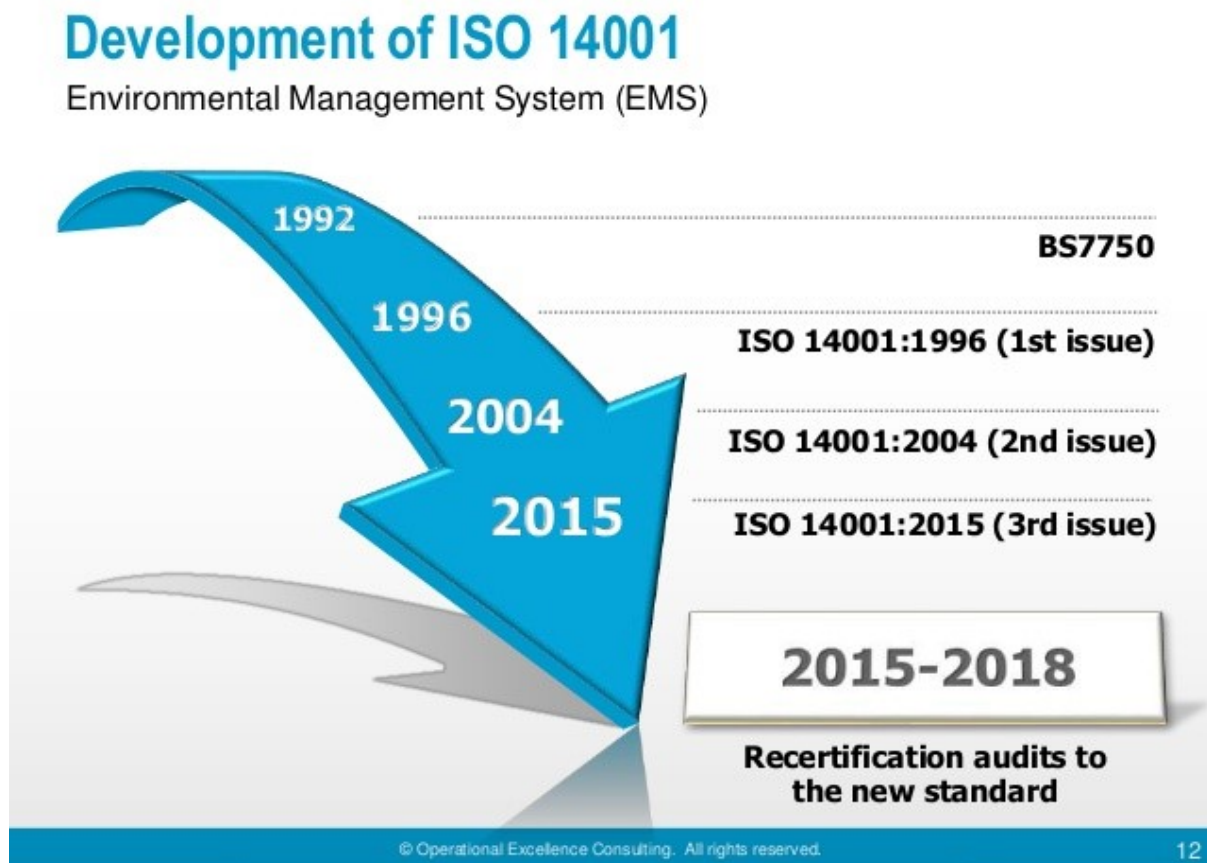 Development of ISO 14001
Environmental Management System (EMS)
1992
BS7750
1996
ISO 14001:1996 (1st issue)
2004
ISO 14001:2004 (2nd issue)
2015
ISO 14001:2015 (3rd issue)
2015-2018
Recertification audits to
the new standard
© Operational Excellence Consulting. All rights reserved.
12